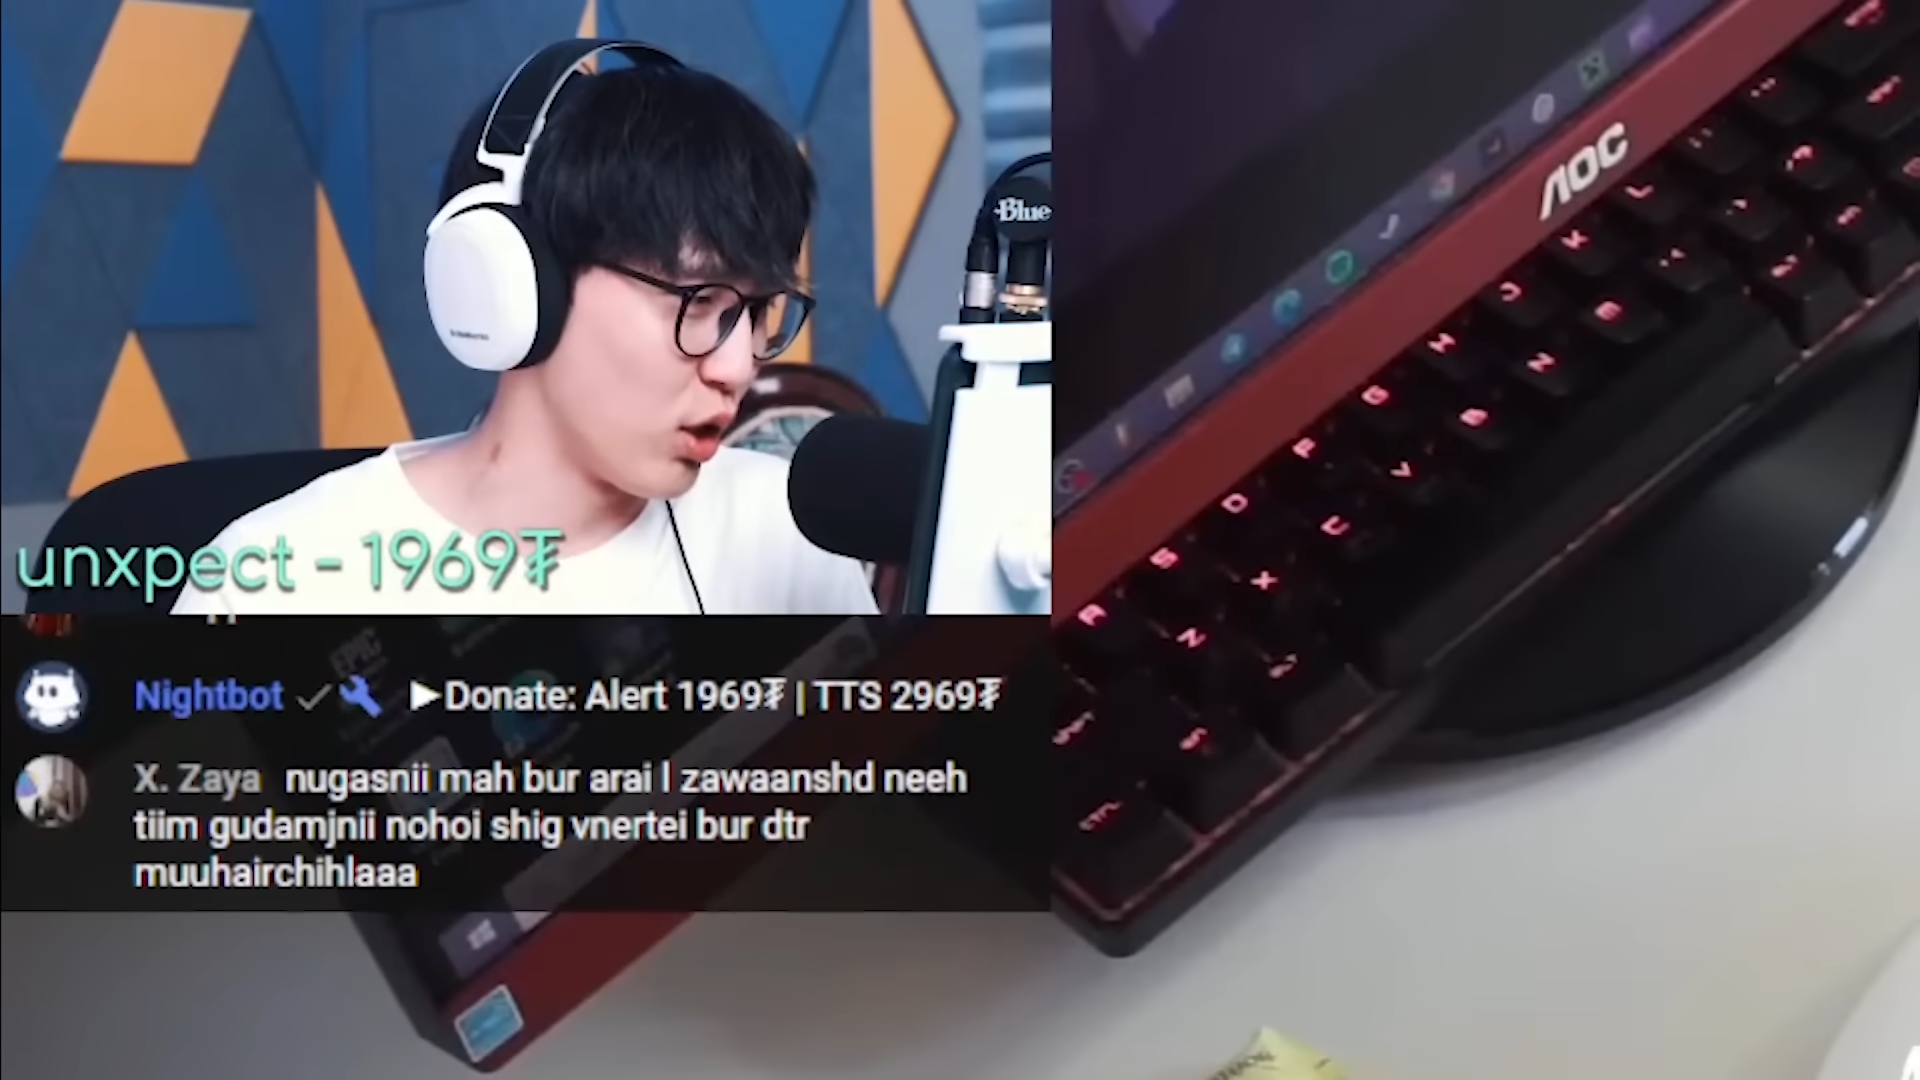 Blue
AOC
unxpect - 1969₮
EPIC
Nightbot ▶Donate: Alert 1969₮ | TTS 2969₮
X. Zaya nugasnii mah bur arai l zawaanshd neeh
tiim gudamjnii nohoi shig vnertei bur dtr
muuhairchihlaaa